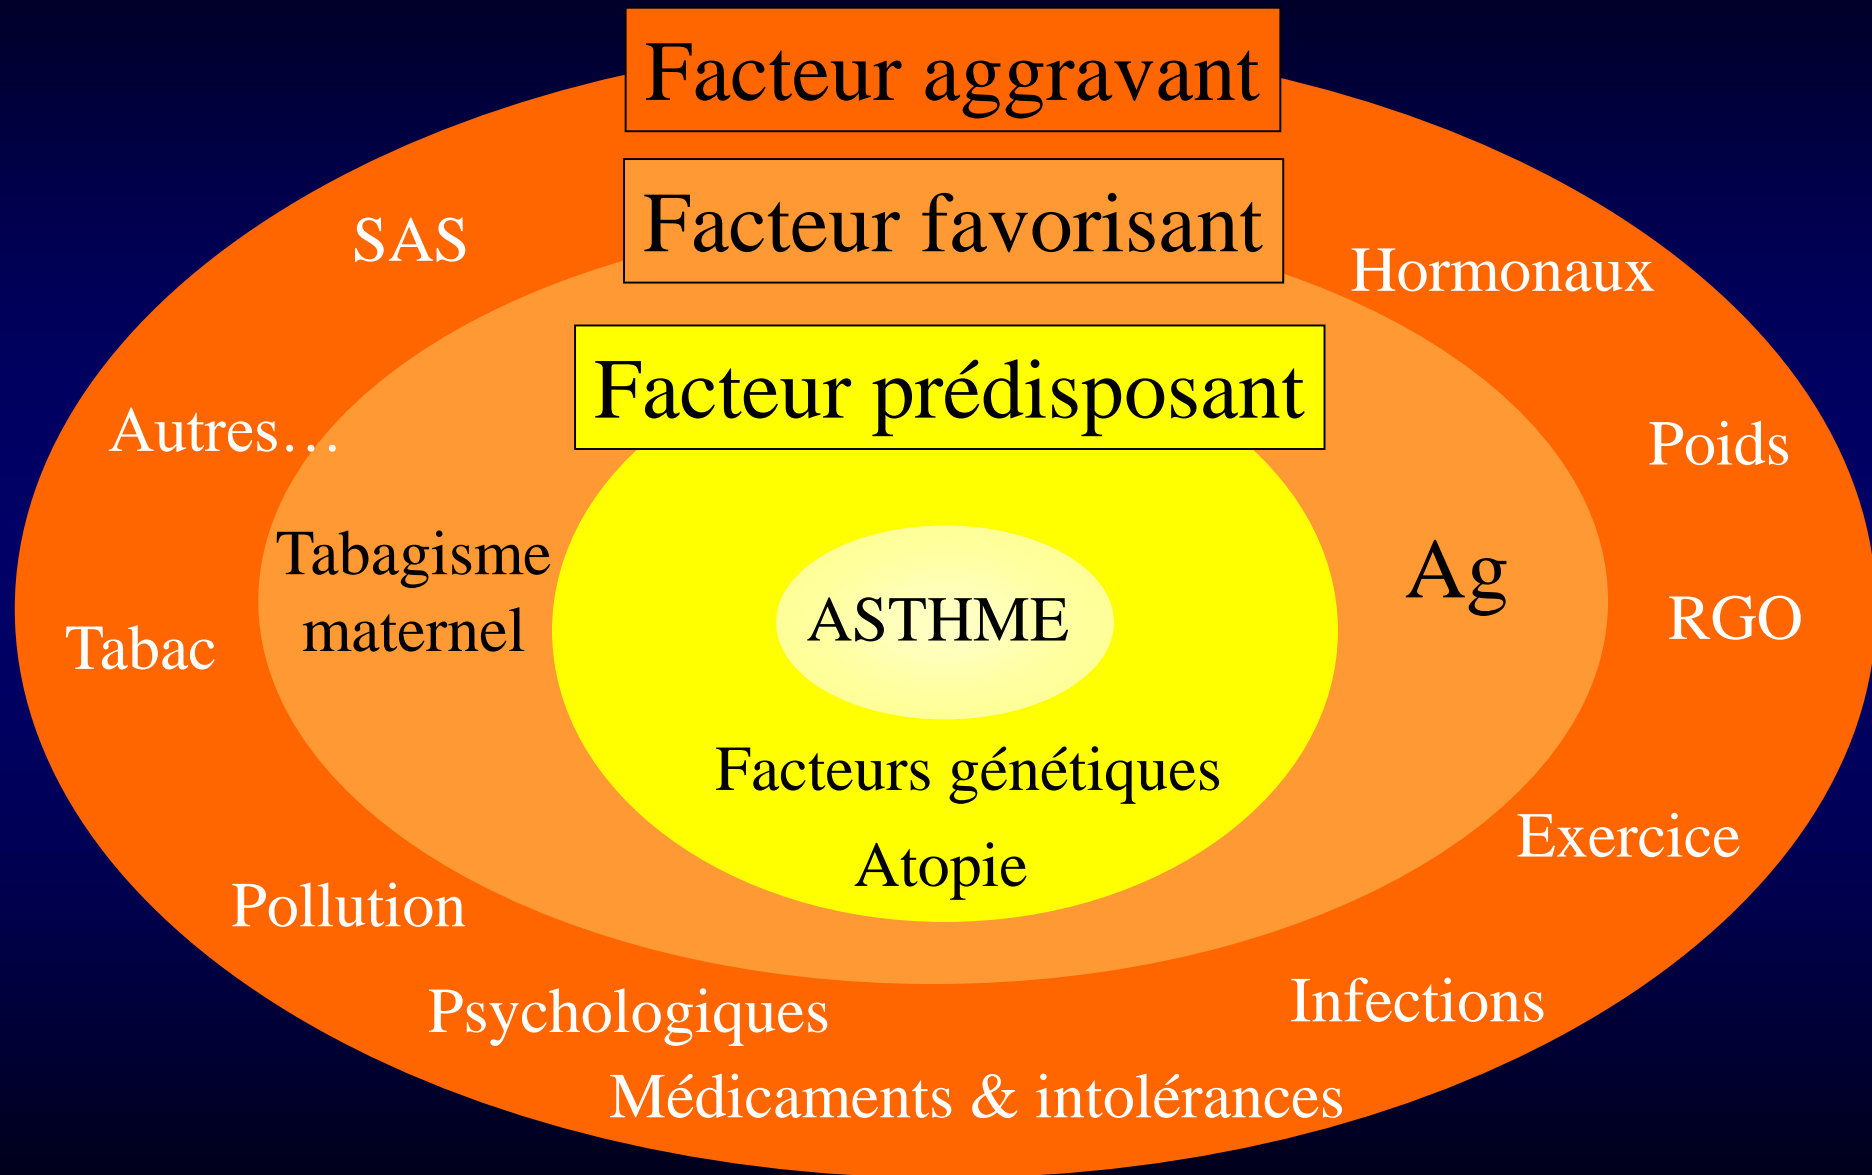 Facteur aggravant
Facteur favorisant
SAS
Hormonaux
Facteur prédisposant
Autres…
Poids
Tabagisme
maternel
Ag
ASTHME
RGO
Tabac
Facteurs génétiques
Exercice
Atopie
Pollution
Infections
Psychologiques
Médicaments & intolérances